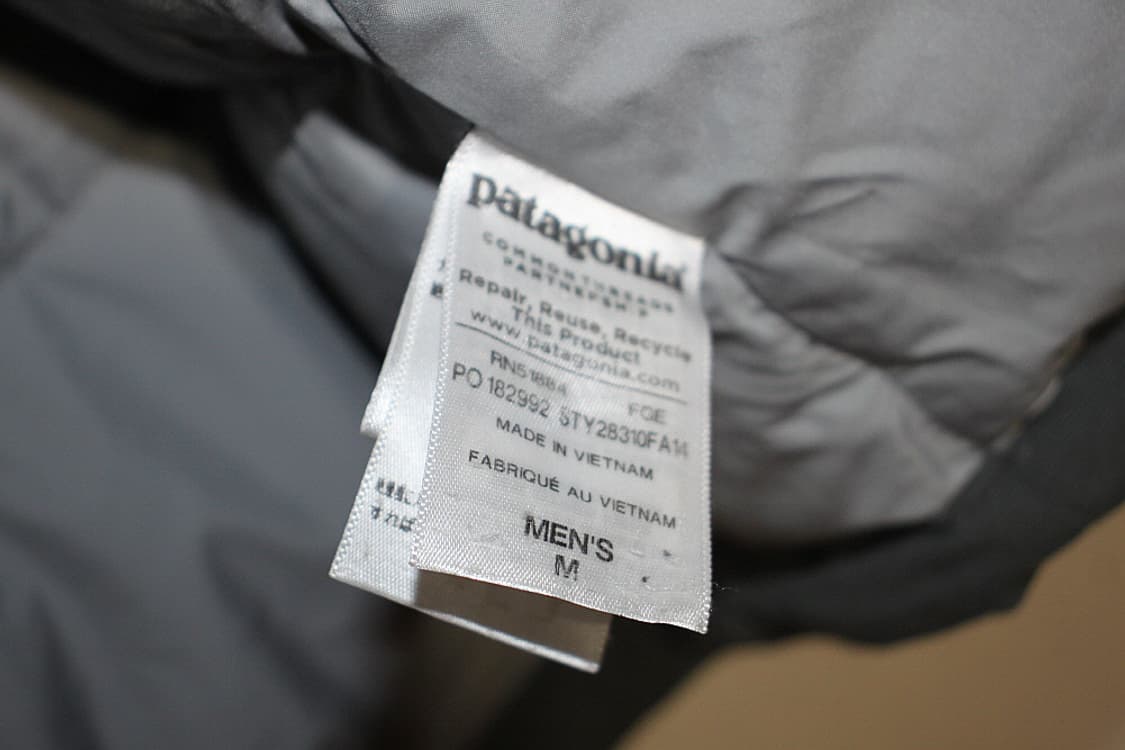 patagonia
COMMON THREADS
PARTNERSHIP
Repair, Reuse, Recycle
This Product
www.patagonia.com
RN51884 FGE
PO 182992 STY28310FA14
MADE IN VIETNAM
FABRIQUÉ AU VIETNAM
MEN'S
M